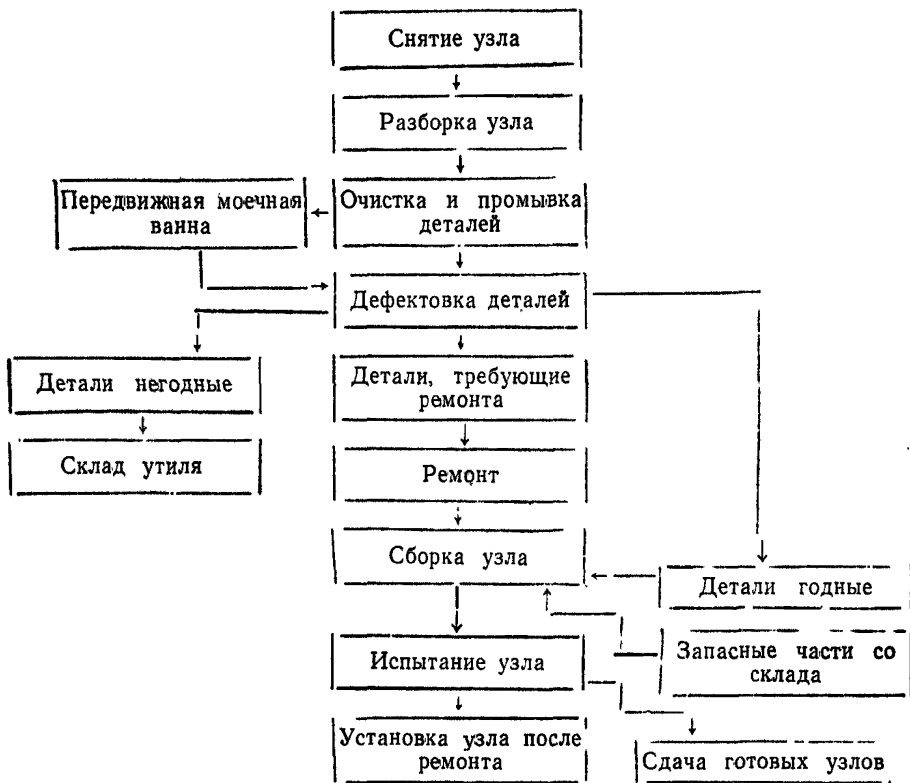 Снятие узла
Разборка узла
Передвижная моечная
ванна
Очистка и промывка
деталей
Дефектовка деталей
Детали негодные
Детали, требующие
ремонта
Склад утиля
Ремонт
Сборка узла
Детали годные
Испытание узла
Запасные части со
склада
Установка узла после
ремонта
Сдача готовых узлов